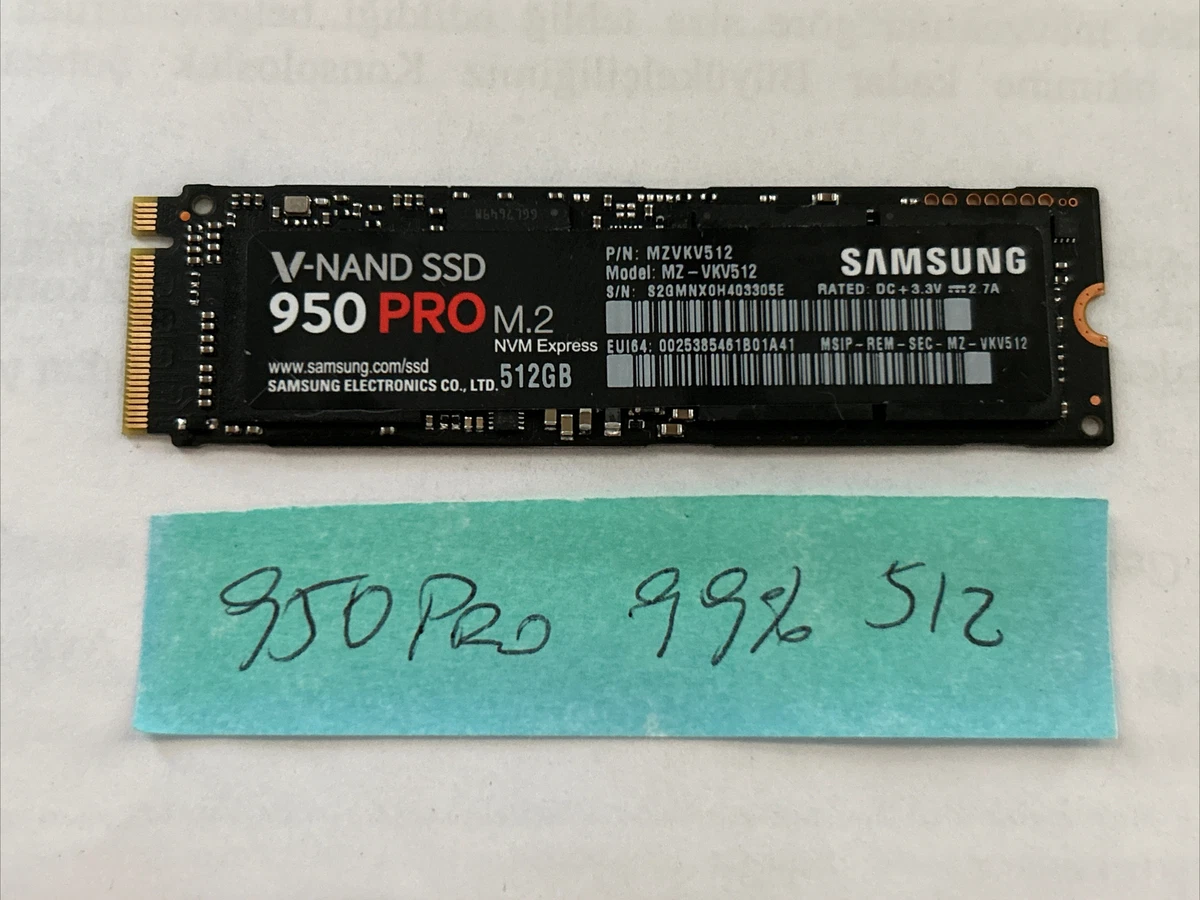 V-NAND SSD
950 PRO M.2
NVM Express
www.samsung.com/ssd
SAMSUNG ELECTRONICS CO., LTD. 512GB
P/N: MZVKV512
Model: MZ-VKV512
S/N: S2GMNX0H403305E RATED: DC+3.3V⎓2.7A
EUI64: 0025385461B01A41 MSIP-REM-SEC-MZ-VKV512
SAMSUNG
950 PRO 99% 512